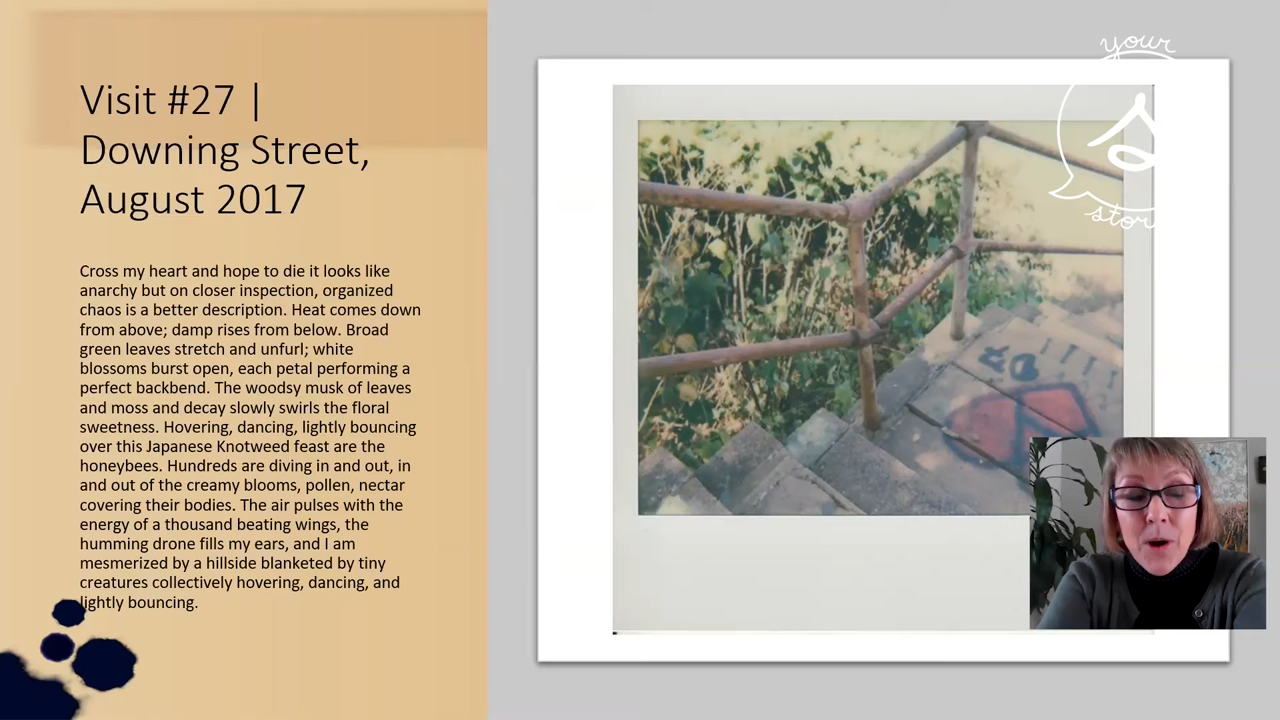 Visit #27 |
Downing Street,
August 2017
Cross my heart and hope to die it looks like
anarchy but on closer inspection, organized
chaos is a better description. Heat comes down
from above; damp rises from below. Broad
green leaves stretch and unfurl; white
blossoms burst open, each petal performing a
perfect backbend. The woodsy musk of leaves
and moss and decay slowly swirls the floral
sweetness. Hovering, dancing, lightly bouncing
over this Japanese Knotweed feast are the
honeybees. Hundreds are diving in and out, in
and out of the creamy blooms, pollen, nectar
covering their bodies. The air pulses with the
energy of a thousand beating wings, the
humming drone fills my ears, and I am
mesmerized by a hillside blanketed by tiny
creatures collectively hovering, dancing, and
lightly bouncing.
your